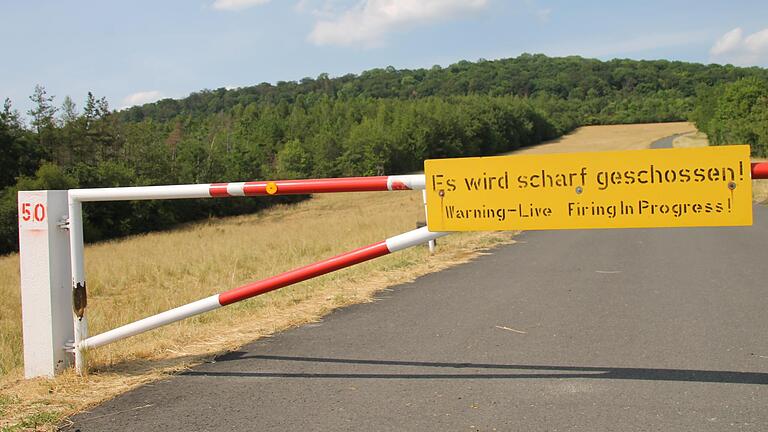 50
Es wird scharf geschossen!
Warning-Live Firing In Progress!